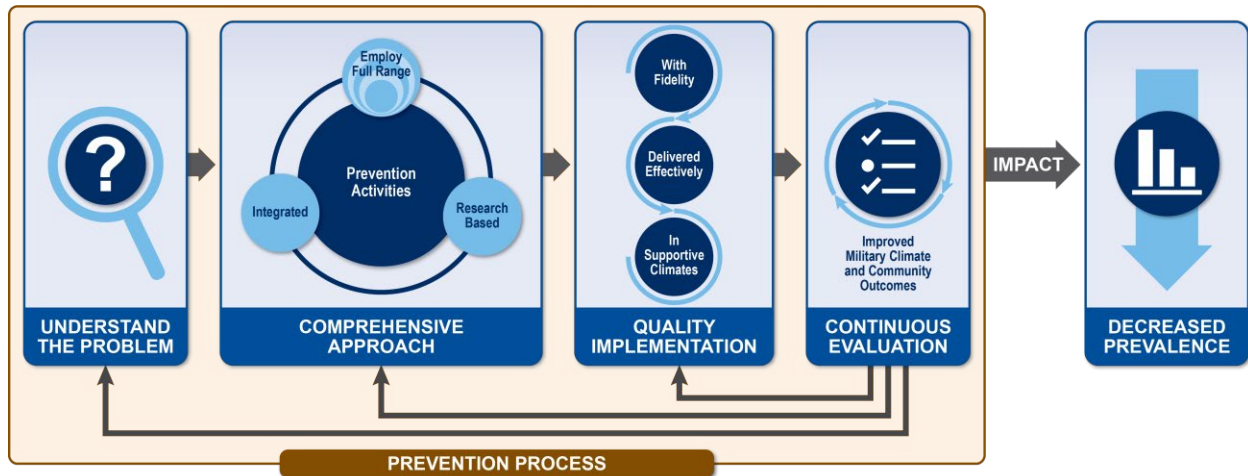 UNDERSTAND
THE PROBLEM
Employ
Full Range
Prevention
Activities
Integrated
Research
Based
COMPREHENSIVE
APPROACH
With
Fidelity
Delivered
Effectively
In
Supportive
Climates
QUALITY
IMPLEMENTATION
Improved
Military Climate
and Community
Outcomes
CONTINUOUS
EVALUATION
IMPACT
DECREASED
PREVALENCE
PREVENTION PROCESS